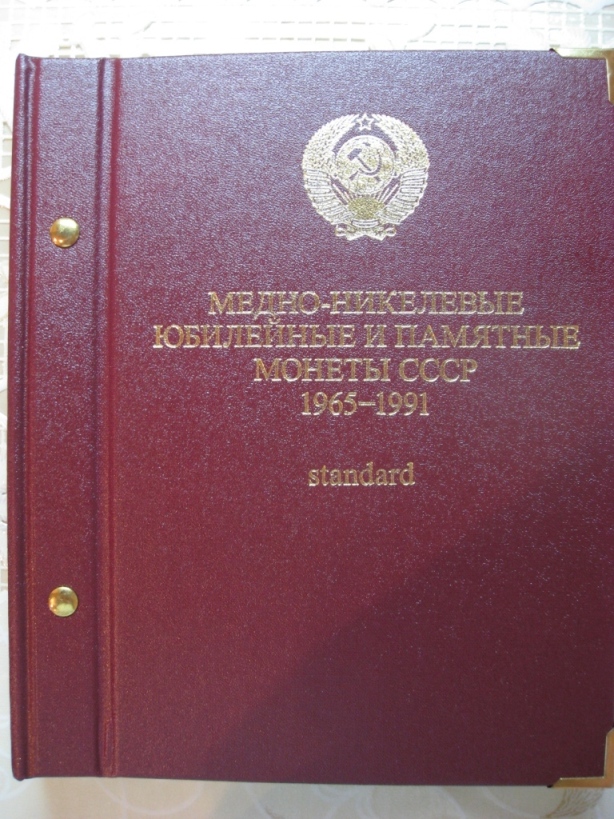 МЕДНО-НИКЕЛЕВЫЕ
ЮБИЛЕЙНЫЕ И ПАМЯТНЫЕ
МОНЕТЫ СССР
1965–1991
standard